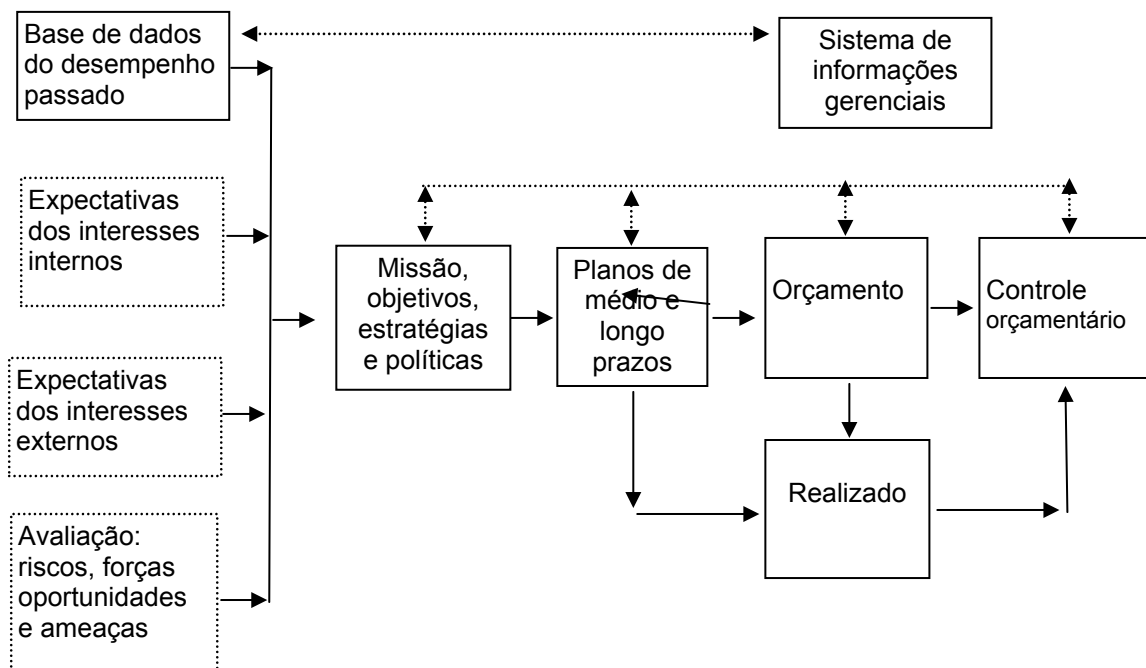 Base de dados
do desempenho
passado
Sistema de
informações
gerenciais
Expectativas
dos interesses
internos
Missão,
objetivos,
estratégias
e políticas
Planos de
médio e
longo
prazos
Orçamento
Controle
orçamentário
Expectativas
dos interesses
externos
Realizado
Avaliação:
riscos, forças
oportunidades
e ameaças